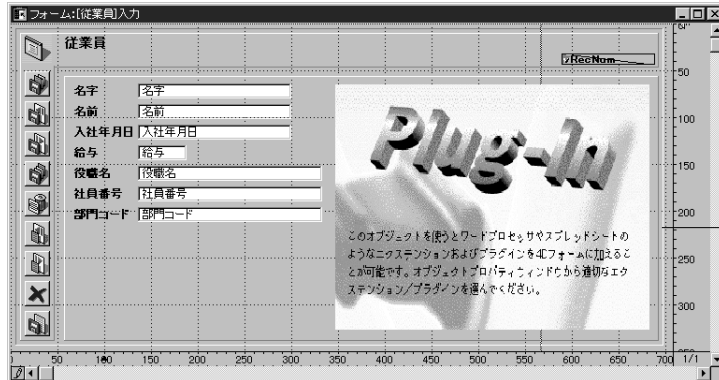 フォーム:[従業員]入力
従業員
vRecNum
50
名字 名字
名前 名前
100
入社年月日 入社年月日
給与 給与
150
役職名 役職名
社員番号 社員番号
部門コード 部門コード
200
Plug-In
このオブジェクトを使うとワードプロセッサやスプレッドシートの
ようなエクステンションおよびプラグインを4Dフォームに加えるこ
とが可能です。オブジェクトプロパティウィンドウから適切なエク
ステンション/プラグインを選んでください。
250
300
50 100 150 200 250 300 350 400 450 500 550 600 650 700 1/1